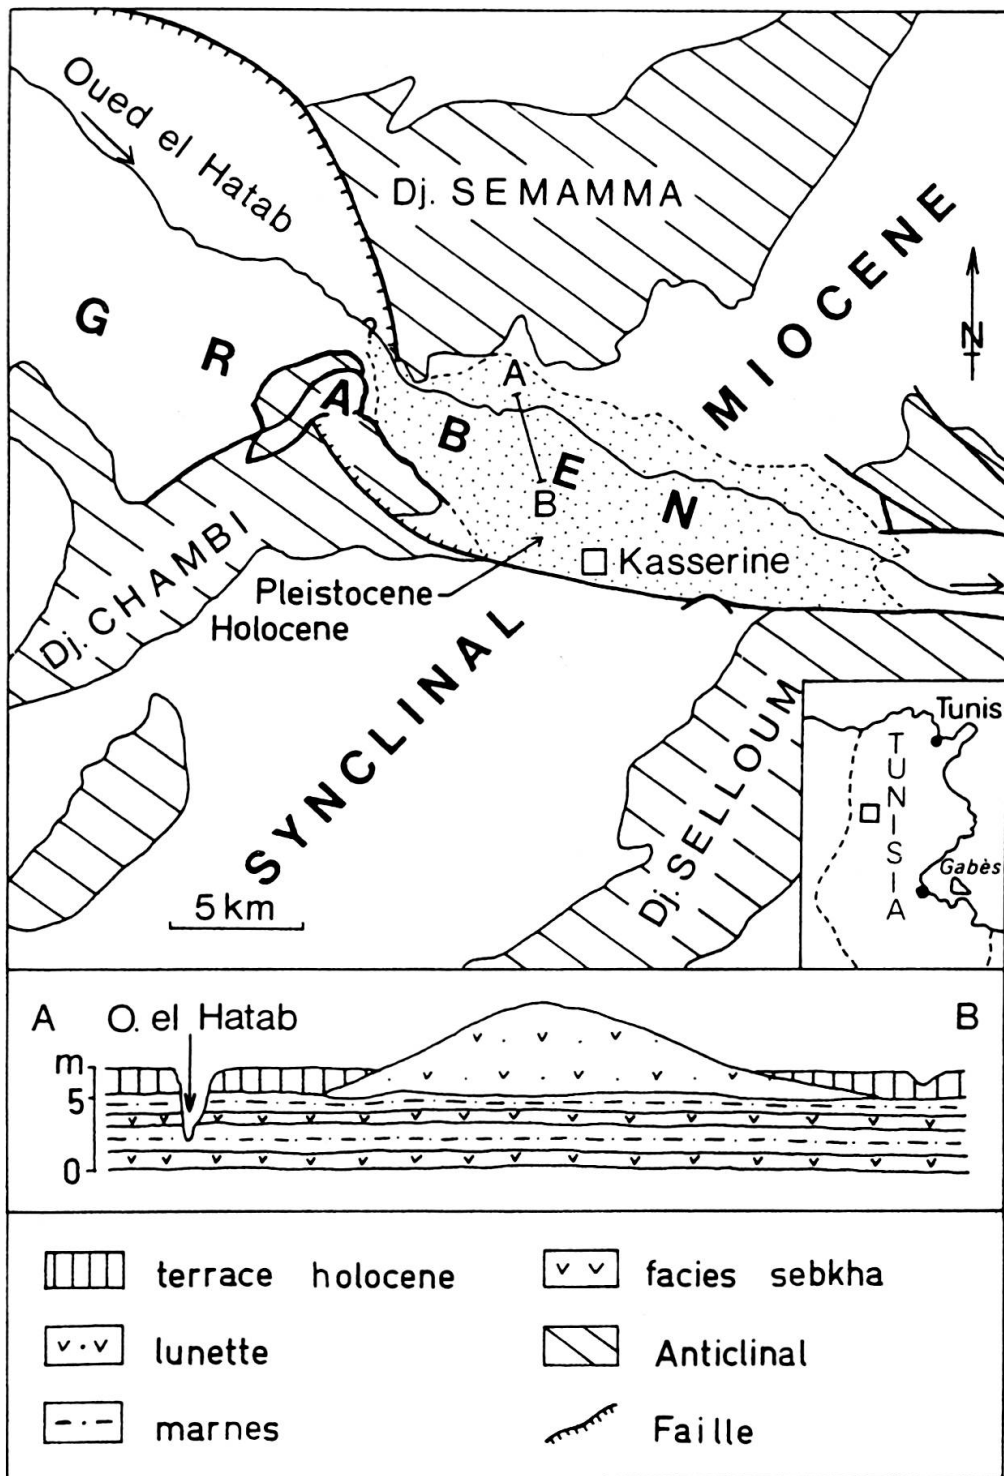 Oued el Hatab
Dj. SEMAMMA
MIOCENE
N
GRABEN
A
B
Kasserine
Pleistocene
Holocene
Dj. CHAMBI
SYNCLINAL
Dj. SELLOUM
5 km
Tunis
TUNISIA
Gabès
A O. el Hatab B
m
5
0
terrace holocene
facies sebkha
lunette
Anticlinal
marnes
Faille